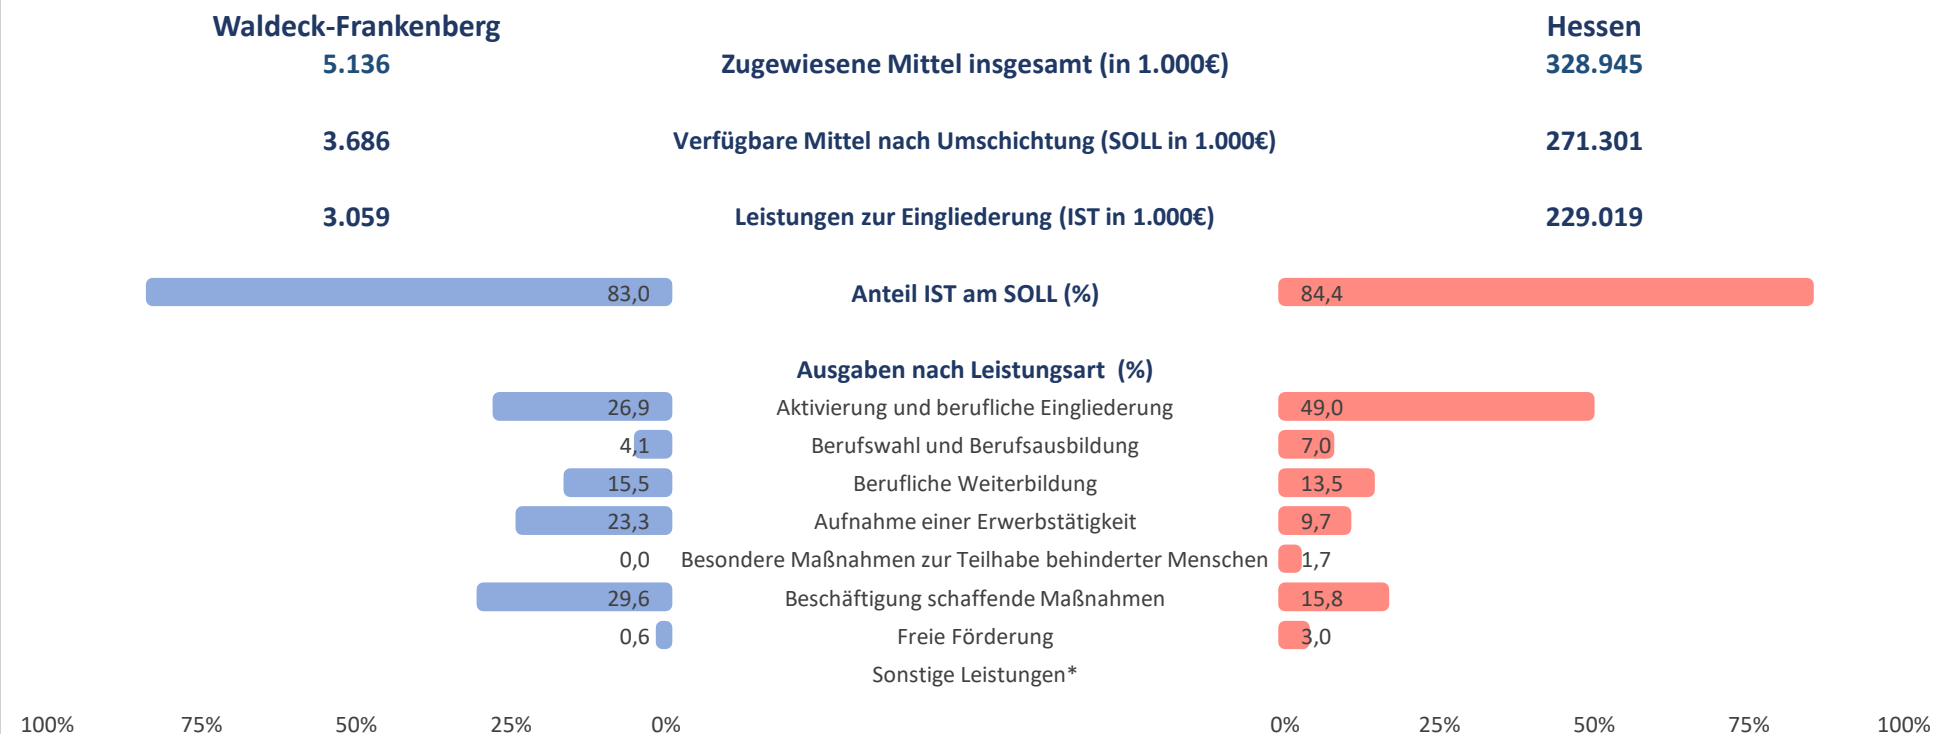 Waldeck-Frankenberg Hessen
5.136 Zugewiesene Mittel insgesamt (in 1.000€) 328.945
3.686 Verfügbare Mittel nach Umschichtung (SOLL in 1.000€) 271.301
3.059 Leistungen zur Eingliederung (IST in 1.000€) 229.019
83,0 Anteil IST am SOLL (%) 84,4
Ausgaben nach Leistungsart (%)
26,9 Aktivierung und berufliche Eingliederung 49,0
4,1 Berufswahl und Berufsausbildung 7,0
15,5 Berufliche Weiterbildung 13,5
23,3 Aufnahme einer Erwerbstätigkeit 9,7
0,0 Besondere Maßnahmen zur Teilhabe behinderter Menschen 1,7
29,6 Beschäftigung schaffende Maßnahmen 15,8
0,6 Freie Förderung 3,0
Sonstige Leistungen*
100% 75% 50% 25% 0% 0% 25% 50% 75% 100%